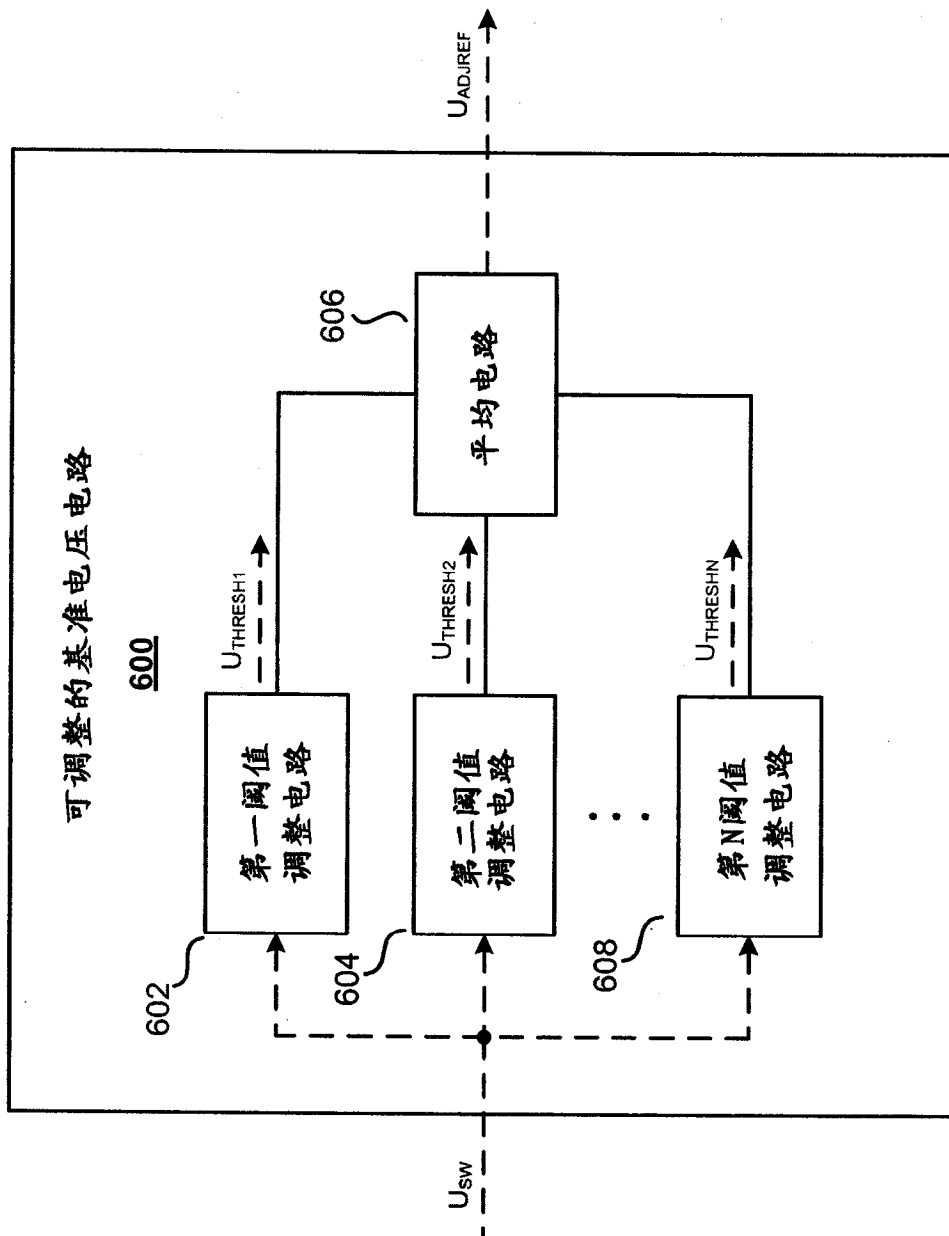 可调整的基准电压电路
600
602
第一阈值
调整电路
U_THRESH1
604
第二阈值
调整电路
U_THRESH2
606
平均电路
608
第N阈值
调整电路
U_THRESHN
U_SW
U_ADJREF